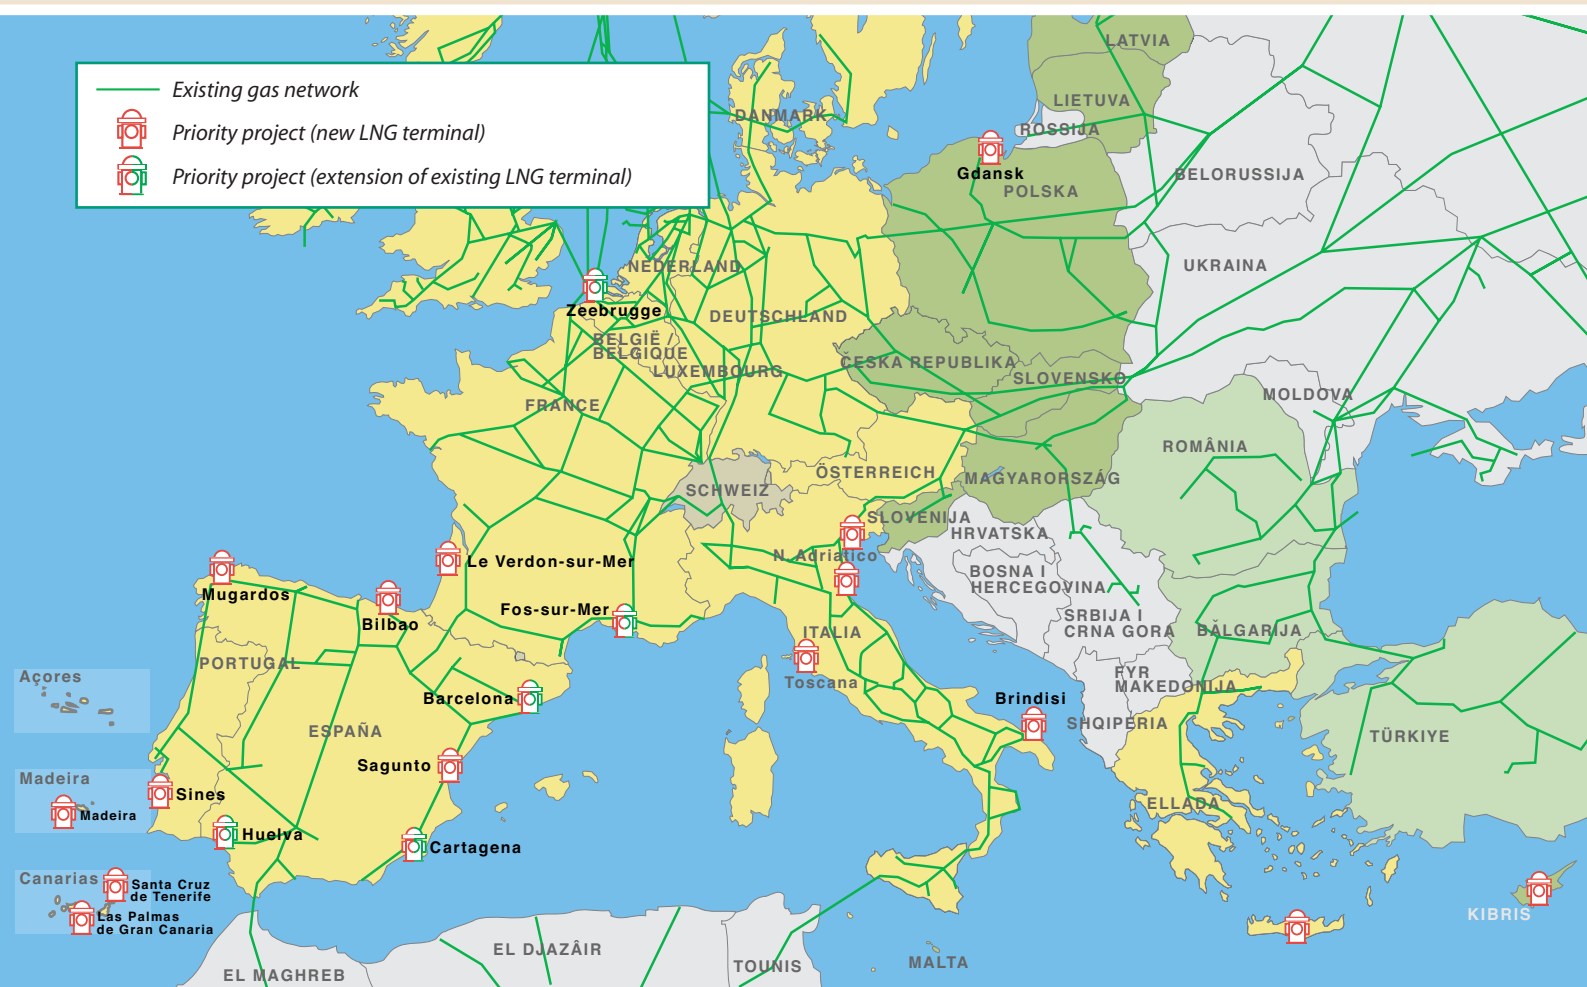 Existing gas network
Priority project (new LNG terminal)
Priority project (extension of existing LNG terminal)
LATVIA
LIETUVA
ROSSIJA
DANMARK
Gdansk
POLSKA
BELORUSSIJA
NEDERLAND
UKRAINA
Zeebrugge
DEUTSCHLAND
BELGIË /
BELGIQUE
LUXEMBOURG
ČESKA REPUBLIKA
SLOVENSKO
MOLDOVA
FRANCE
ROMÂNIA
ÖSTERREICH
MAGYARORSZÁG
SCHWEIZ
SLOVENIJA
HRVATSKA
N. Adriatico
Le Verdon-sur-Mer
BOSNA I
HERCEGOVINA
Mugardos
Bilbao
Fos-sur-Mer
SRBIJA I
CRNA GORA
ITALIA
BĂLGARIJA
PORTUGAL
Açores
FYR
MAKEDONIJA
Toscana
Barcelona
Brindisi
SHQIPERIA
ESPAÑA
TÜRKIYE
Sagunto
Madeira
Sines
Madeira
ELLADA
Huelva
Cartagena
Canarias
Santa Cruz
de Tenerife
Las Palmas
de Gran Canaria
KIBRIS
EL DJAZÂIR
MALTA
TOUNIS
EL MAGHREB